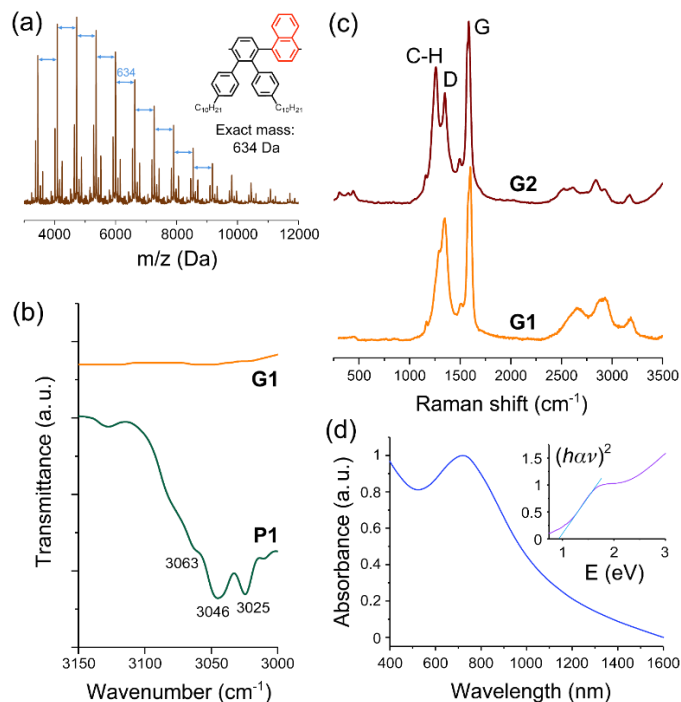 (a)
634
C10H21
C10H21
Exact mass:
634 Da
4000 6000 8000 10000 12000
m/z (Da)
(b)
G1
P1
3063
3046
3025
Transmittance (a. u.)
3150 3100 3050 3000
Wavenumber (cm-1)
(c)
G
C-H
D
G2
G1
500 1000 1500 2000 2500 3000 3500
Raman shift (cm-1)
(d)
1
0.8
0.6
0.4
0.2
0
Absorbance (a. u.)
400 600 800 1000 1200 1400 1600
Wavelength (nm)
(hαν)2
1.5
1
0.5
0
1 2 3
E (eV)